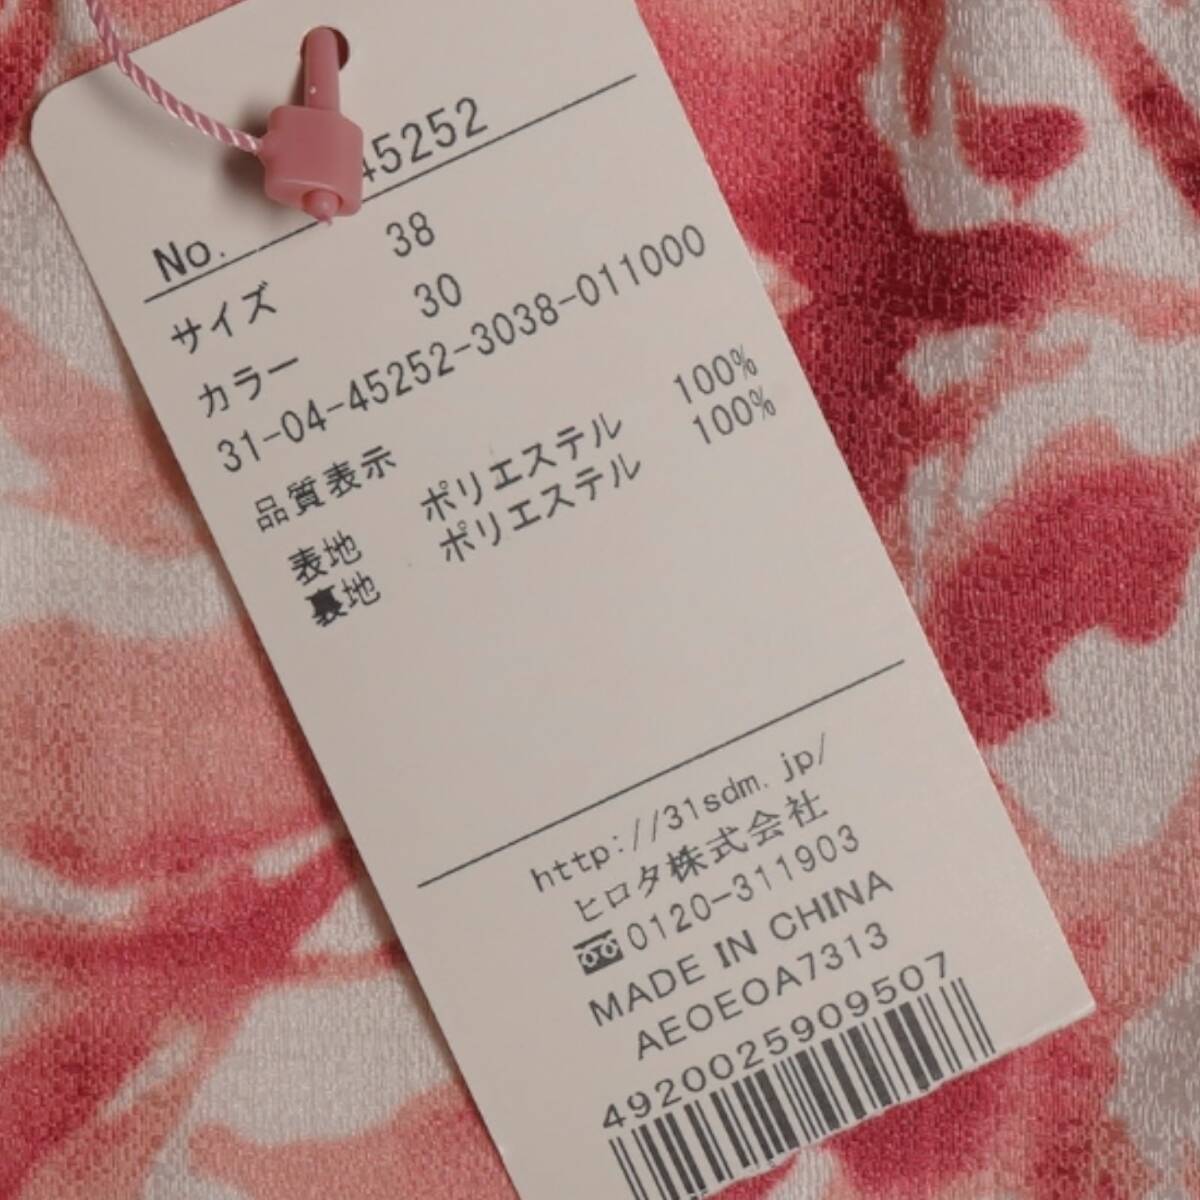 No. 45252
サイズ 38
カラー 30
31-04-45252-3038-011000
品質表示
表地 ポリエステル 100%
裏地 ポリエステル 100%
http://31sdm.jp/
ヒロタ株式会社
0120-311903
MADE IN CHINA
AEOEOA7313
4920025909507